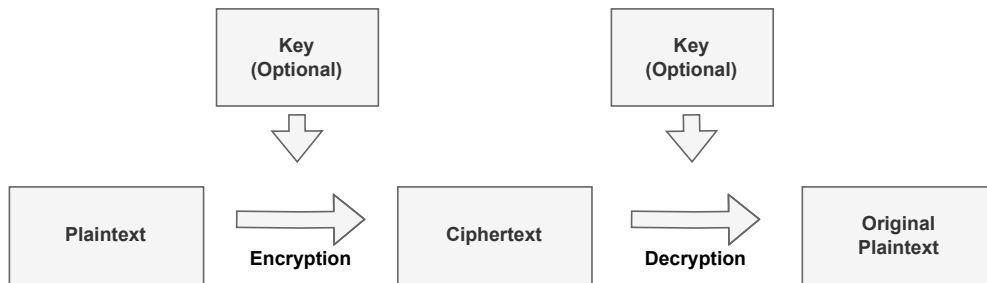 Key
(Optional)
Key
(Optional)
Plaintext
Encryption
Ciphertext
Decryption
Original
Plaintext